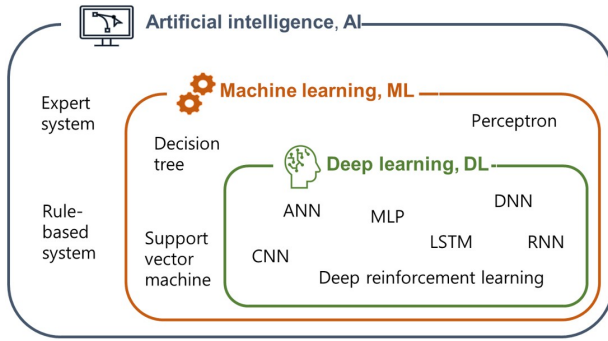 Artificial intelligence, AI
Machine learning, ML
Expert
system
Perceptron
Decision
tree
Deep learning, DL
ANN
MLP
DNN
Rule-
based
system
Support
vector
machine
CNN
LSTM
RNN
Deep reinforcement learning